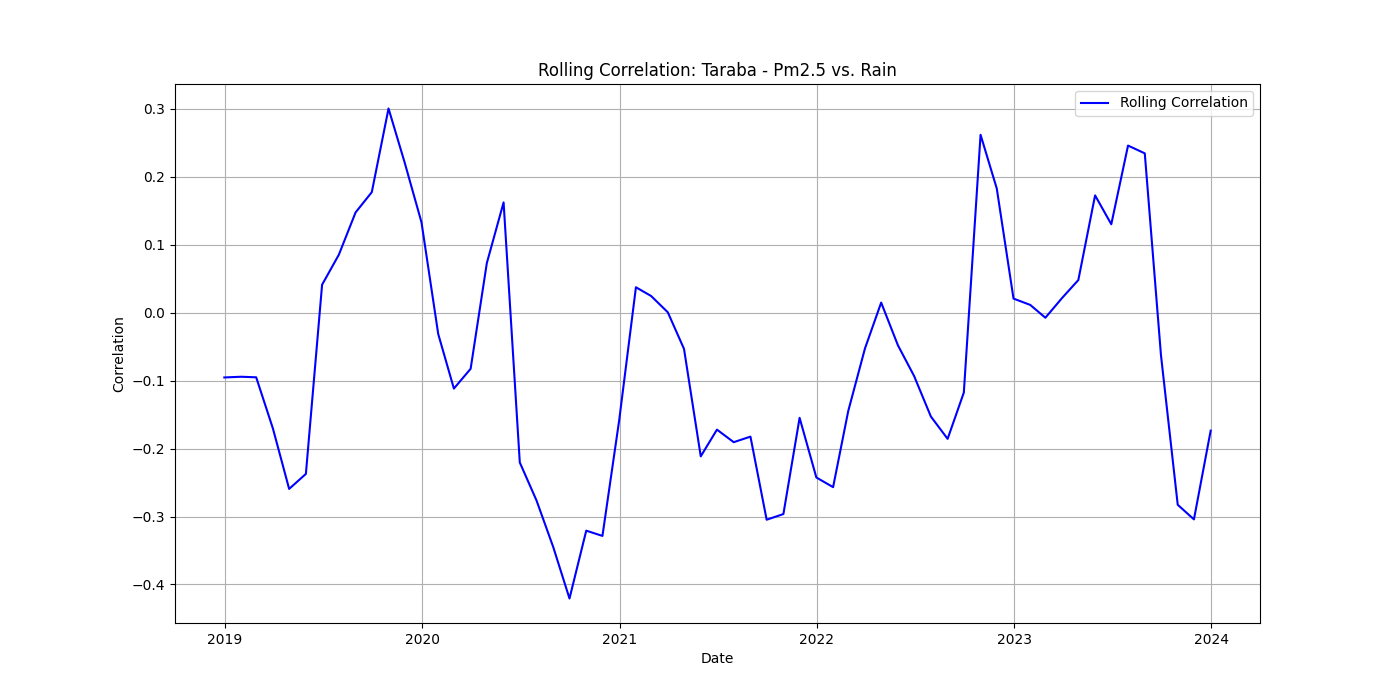 Rolling Correlation: Taraba - Pm2.5 vs. Rain
Rolling Correlation
0.3
0.2
0.1
0.0
−0.1
−0.2
−0.3
−0.4
Correlation
2019 2020 2021 2022 2023 2024
Date